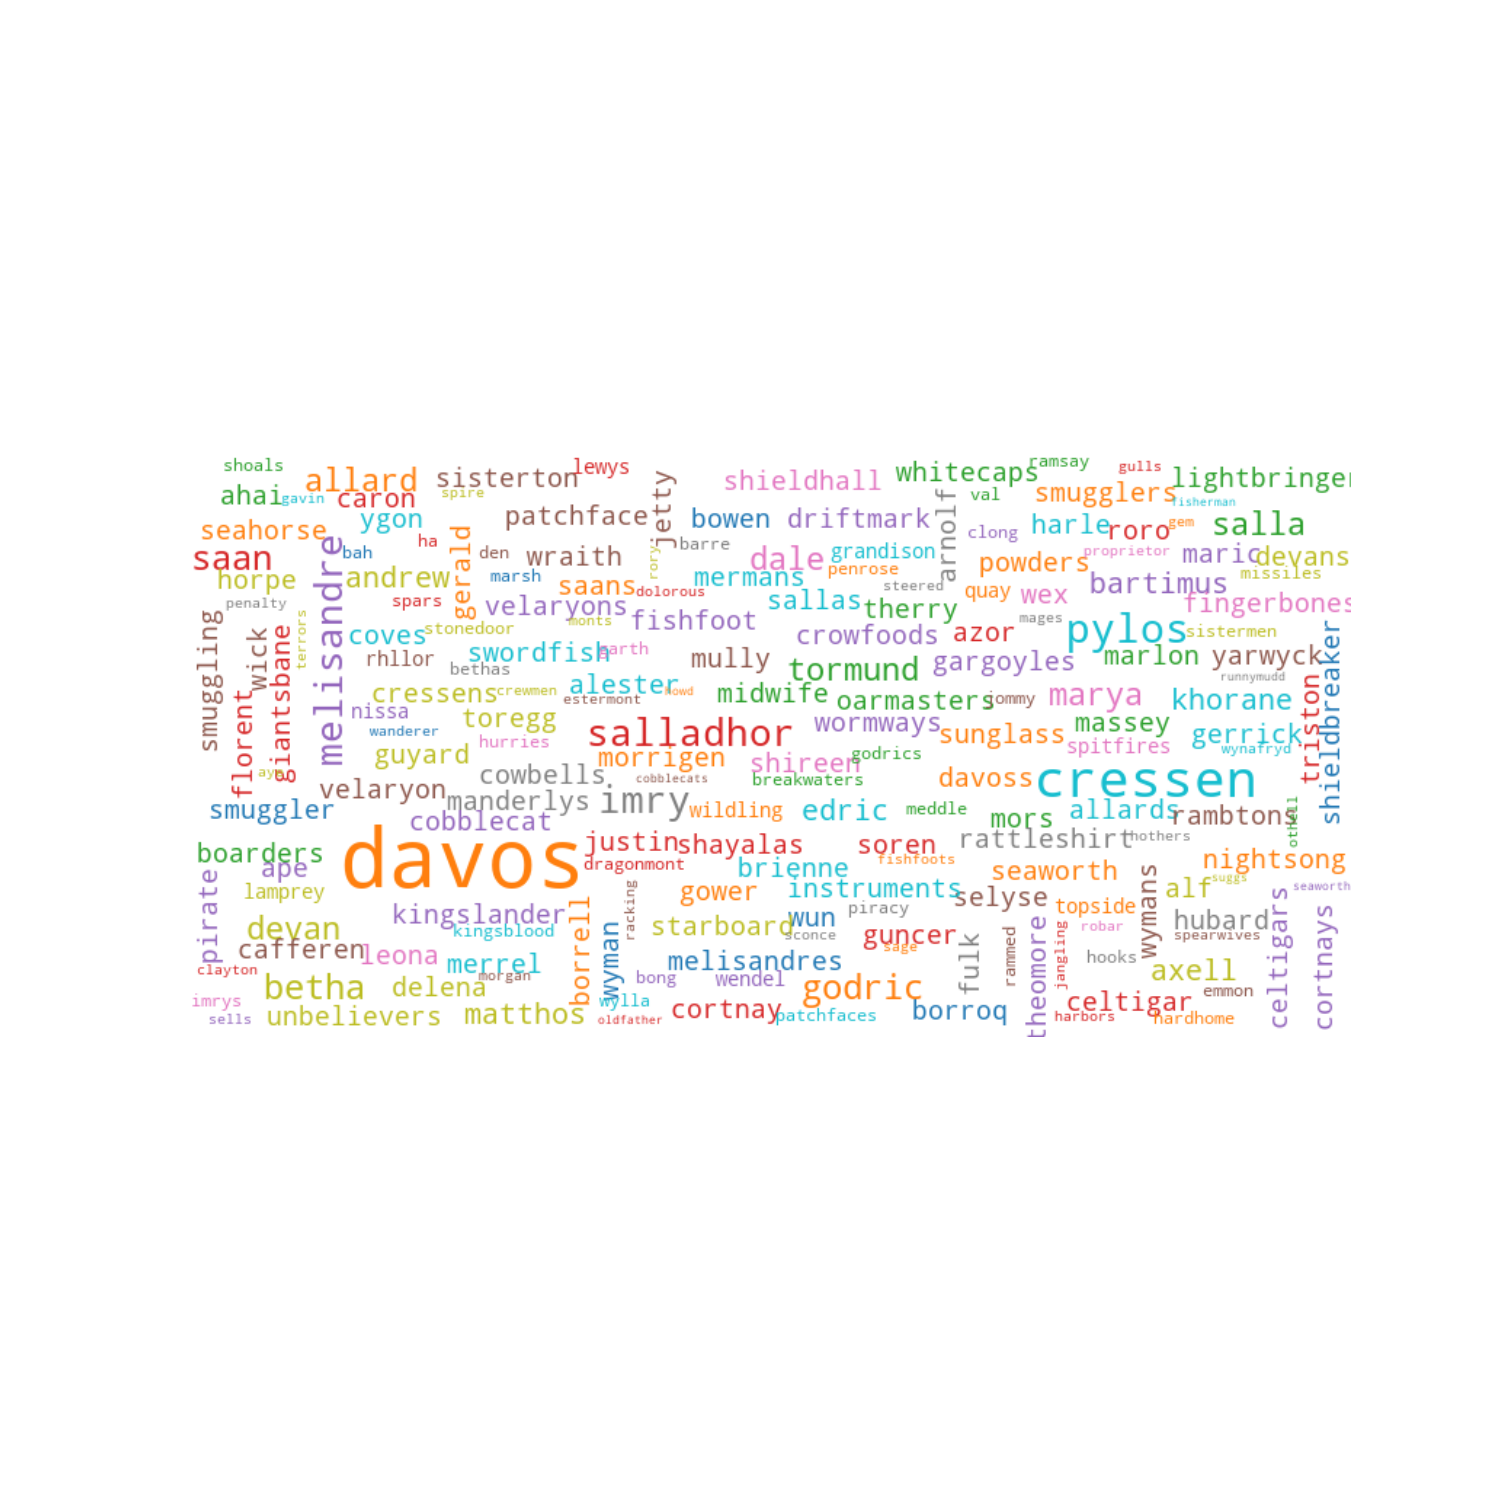 shoals
allard
sisterton
lewys
shieldhall
whitecaps
ramsay
gulls
lightbringer
ahai
gavin
caron
spire
jetty
val
smugglers
fisherman
seahorse
ygon
patchface
bowen
driftmark
arnolf
clong
harle
roro
gem
salla
saan
bah
ha
gerald
den
wraith
rory
barre
dale
grandison
powders
proprietor
maric
devans
horpe
melisandre
andrew
marsh
saans
dolorous
mermans
penrose
steered
quay
wex
bartimus
missiles
penalty
spars
velaryons
monts
fishfoot
sallas
therry
mages
fingerbones
smuggling
wick
terrors
coves
stonedoor
swordfish
garth
crowfoods
azor
pylos
sistermen
giantsbane
rhllor
bethas
mully
tormund
gargoyles
marlon
yarwyck
shieldbreaker
florent
cressens
crewmen
alester
howd
midwife
oarmasters
jommy
marya
khorane
runnymudd
nissa
toregg
estermont
wormways
sunglass
massey
gerrick
triston
wanderer
hurries
salladhor
godrics
spitfires
wynafryd
guyard
morrigen
shireen
cowbells
cobblecats
breakwaters
davoss
cressen
velaryon
manderlys
imry
wildling
edric
meddle
mors
allards
rambtons
smuggler
cobblecat
othell
boarders
davos
justin
shayalas
soren
rattleshirt
hothers
ape
dragonmont
brienne
fishfoots
seaworth
nightsong
pirate
lamprey
racking
gower
instruments
selyse
wymans
alf
suggs
seaworth
devan
kingslander
borrell
starboard
wun
piracy
topside
hubard
celtigars
cortnays
cafferen
kingsblood
wyman
sconce
guncer
fulk
rammed
theomore
robar
spearwives
clayton
leona
merrel
melisandres
sage
jangling
hooks
axell
betha
delena
morgan
bong
wendel
godric
emmon
imrys
wylla
celtigar
sells
unbelievers
matthos
oldfather
cortnay
patchfaces
borroq
harbors
hardhome